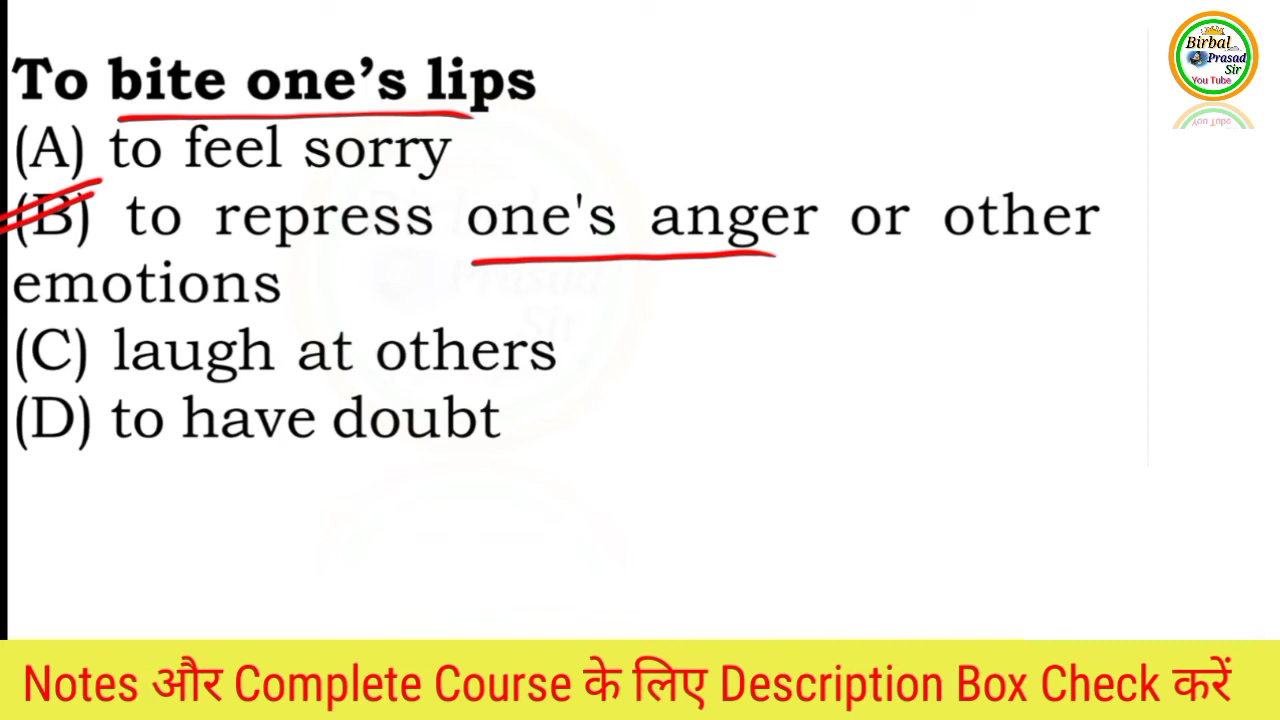 Birbal
Prasad
Sir
You Tube
To bite one’s lips
(A) to feel sorry
(B) to repress one's anger or other
emotions
(C) laugh at others
(D) to have doubt
Notes और Complete Course के लिए Description Box Check करें